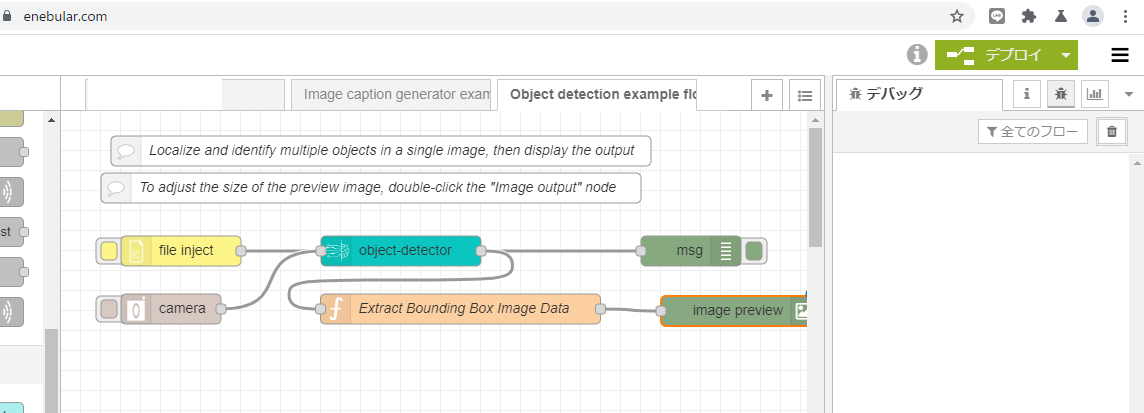 enebular.com
デプロイ
Image caption generator exam
Object detection example flo
デバッグ
全てのフロー
Localize and identify multiple objects in a single image, then display the output
To adjust the size of the preview image, double-click the "Image output" node
st
file inject
object-detector
msg
camera
Extract Bounding Box Image Data
image preview